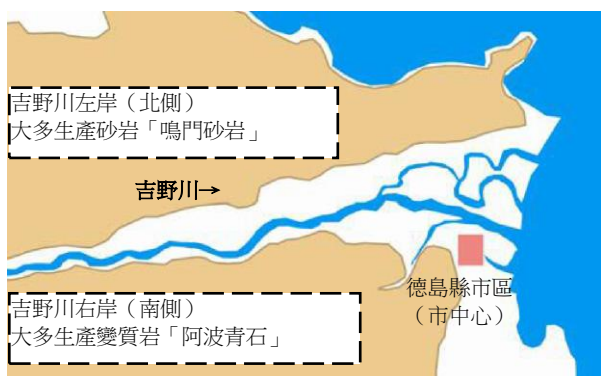 吉野川左岸（北側）
大多生產砂岩「鳴門砂岩」
吉野川→
德島縣市區
（市中心）
吉野川右岸（南側）
大多生產變質岩「阿波青石」